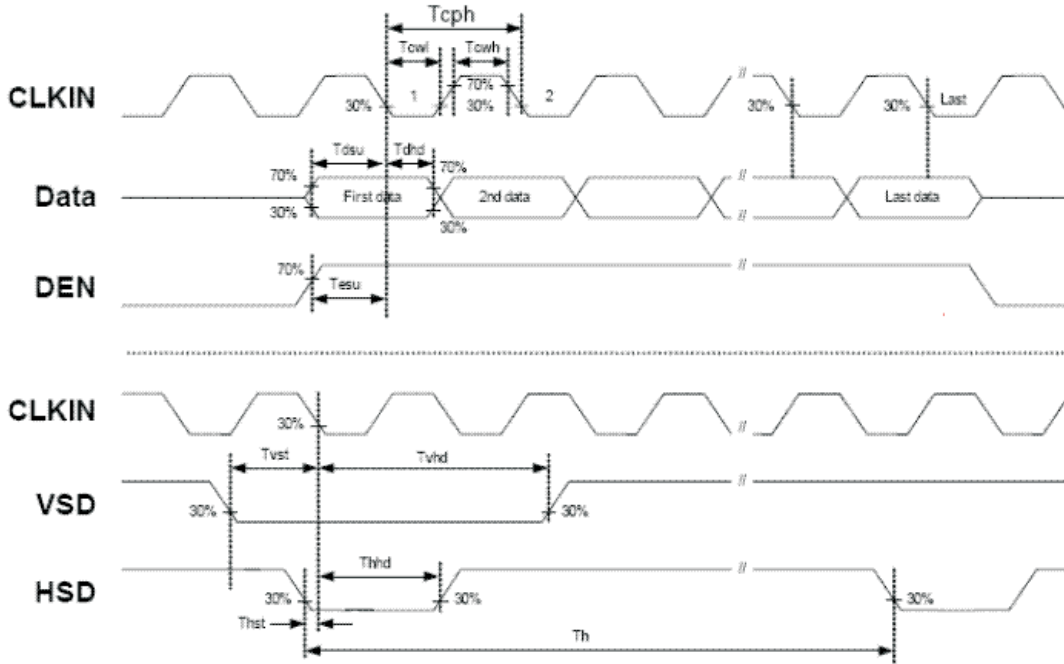 Tcph
Tcwl Tcwh
CLKIN 30% 1 70% 30% 2 // 30% 30% Last
Tdsu Tdhd
70% 70%
Data First data 2nd data // Last data
30% 30% //
70% //
DEN Tesu //
CLKIN 30% //
Tvst Tvhd
VSD 30% 30% //
Thhd
HSD 30% 30% // 30%
Thst
Th